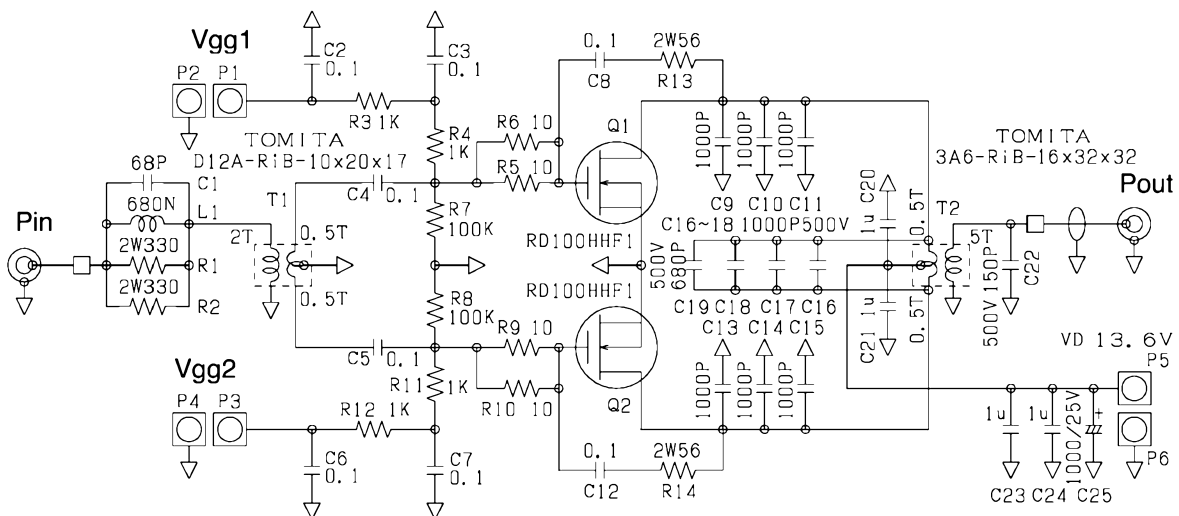 Vgg1
P2 P1
C2
0.1
C3
0.1
0.1
C8
2W56
R13
R3 1K
R4
1K
R6 10
R5 10
Q1
TOMITA
D12A-RiB-10x20x17
68P
C1
680N
L1
Pin
2W330
R1
2W330
R2
T1
2T
0.5T
0.5T
C4
0.1
R7
100K
RD100HHF1
1000P
1000P
1000P
C9 C10 C11
C16~18 1000P500V
C20
1u
0.5T
TOMITA
3A6-RiB-16x32x32
T2
5T
Pout
500V
680P
C19 C18 C17 C16
500V 150P
C22
R8
100K
RD100HHF1
C13 C14 C15
1000P
1000P
1000P
C21
1u
0.5T
C5
0.1
R9 10
R10 10
R11
1K
Q2
Vgg2
P4 P3
R12 1K
C6
0.1
C7
0.1
0.1
C12
2W56
R14
VD 13.6V
P5
P6
1u
C23
1u
C24
1000/25V
+
C25